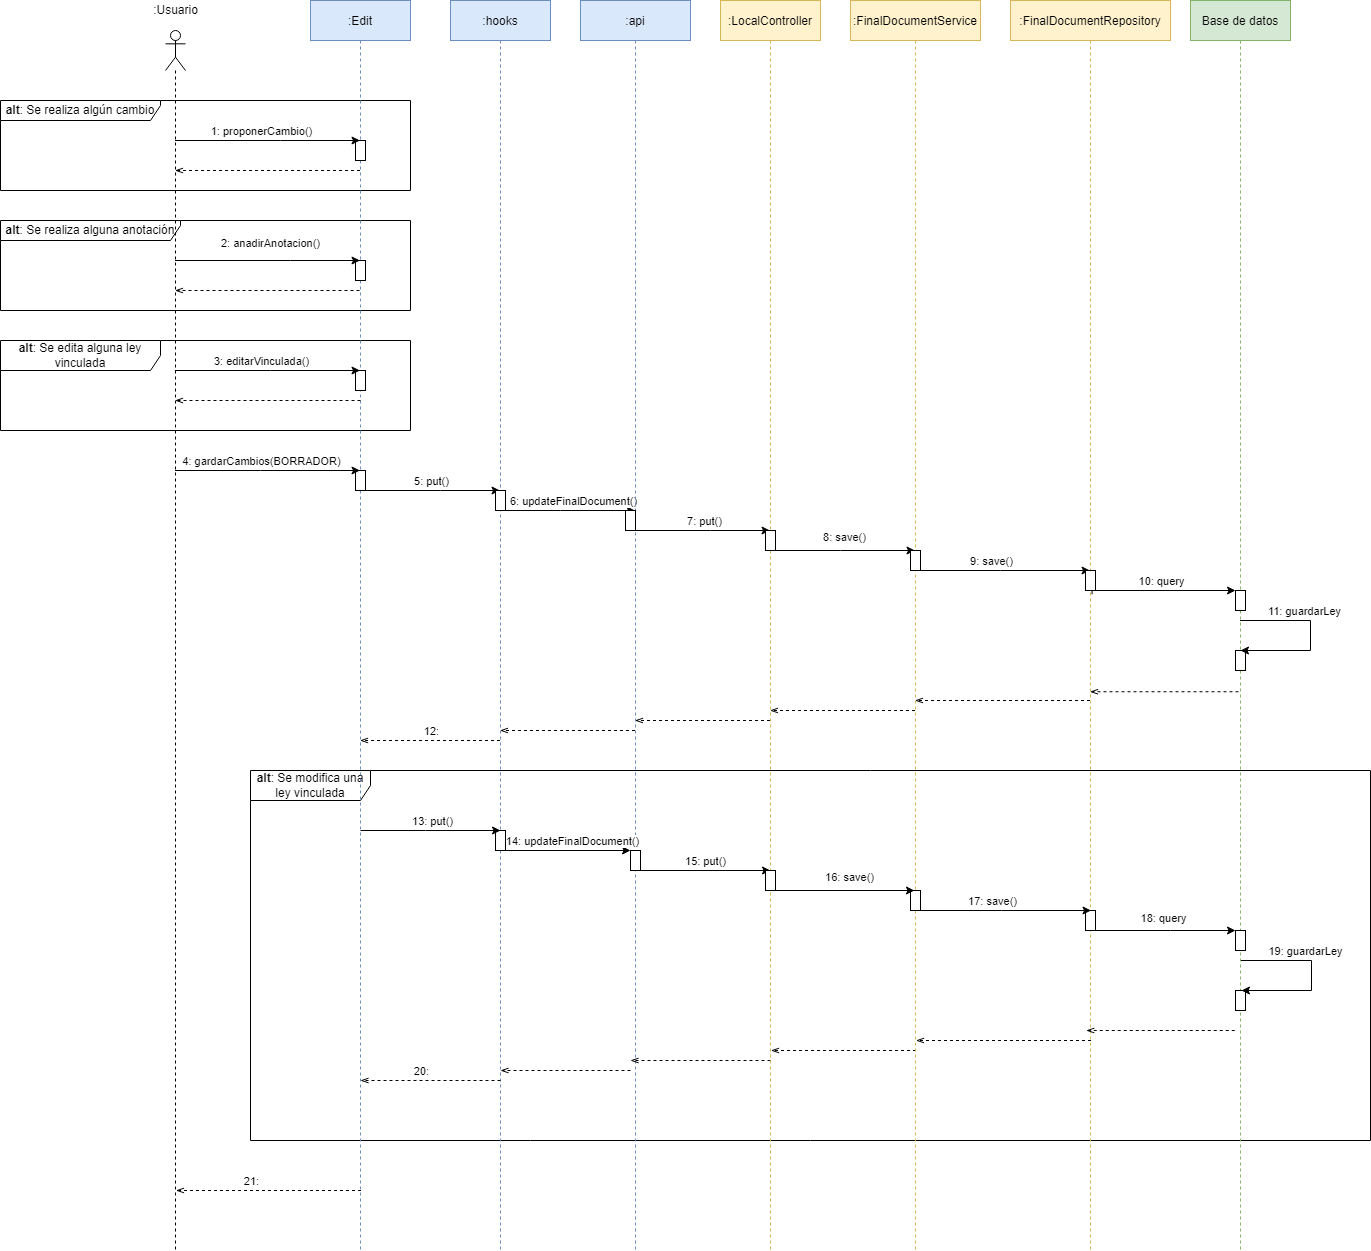 :Usuario
:Edit
:hooks
:api
:LocalController
:FinalDocumentService
:FinalDocumentRepository
Base de datos
alt: Se realiza algún cambio
1: proponerCambio()
alt: Se realiza alguna anotación
2: anadirAnotacion()
alt: Se edita alguna ley
vinculada
3: editarVinculada()
4: gardarCambios(BORRADOR)
5: put()
6: updateFinalDocument()
7: put()
8: save()
9: save()
10: query
11: guardarLey
12:
alt: Se modifica una
ley vinculada
13: put()
14: updateFinalDocument()
15: put()
16: save()
17: save()
18: query
19: guardarLey
20:
21: